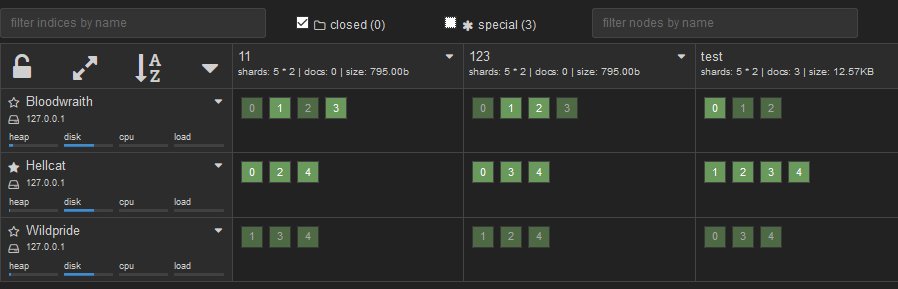 filter indices by name closed (0) special (3) filter nodes by name
A Z 11 123 test
shards: 5 * 2 | docs: 0 | size: 795.00b shards: 5 * 2 | docs: 0 | size: 795.00b shards: 5 * 2 | docs: 3 | size: 12.57KB
Bloodwraith 0 1 2 3 0 1 2 3 0 1 2
127.0.0.1
heap disk cpu load
Hellcat 0 2 4 0 3 4 1 2 3 4
127.0.0.1
heap disk cpu load
Wildpride 1 3 4 1 2 4 0 3 4
127.0.0.1
heap disk cpu load